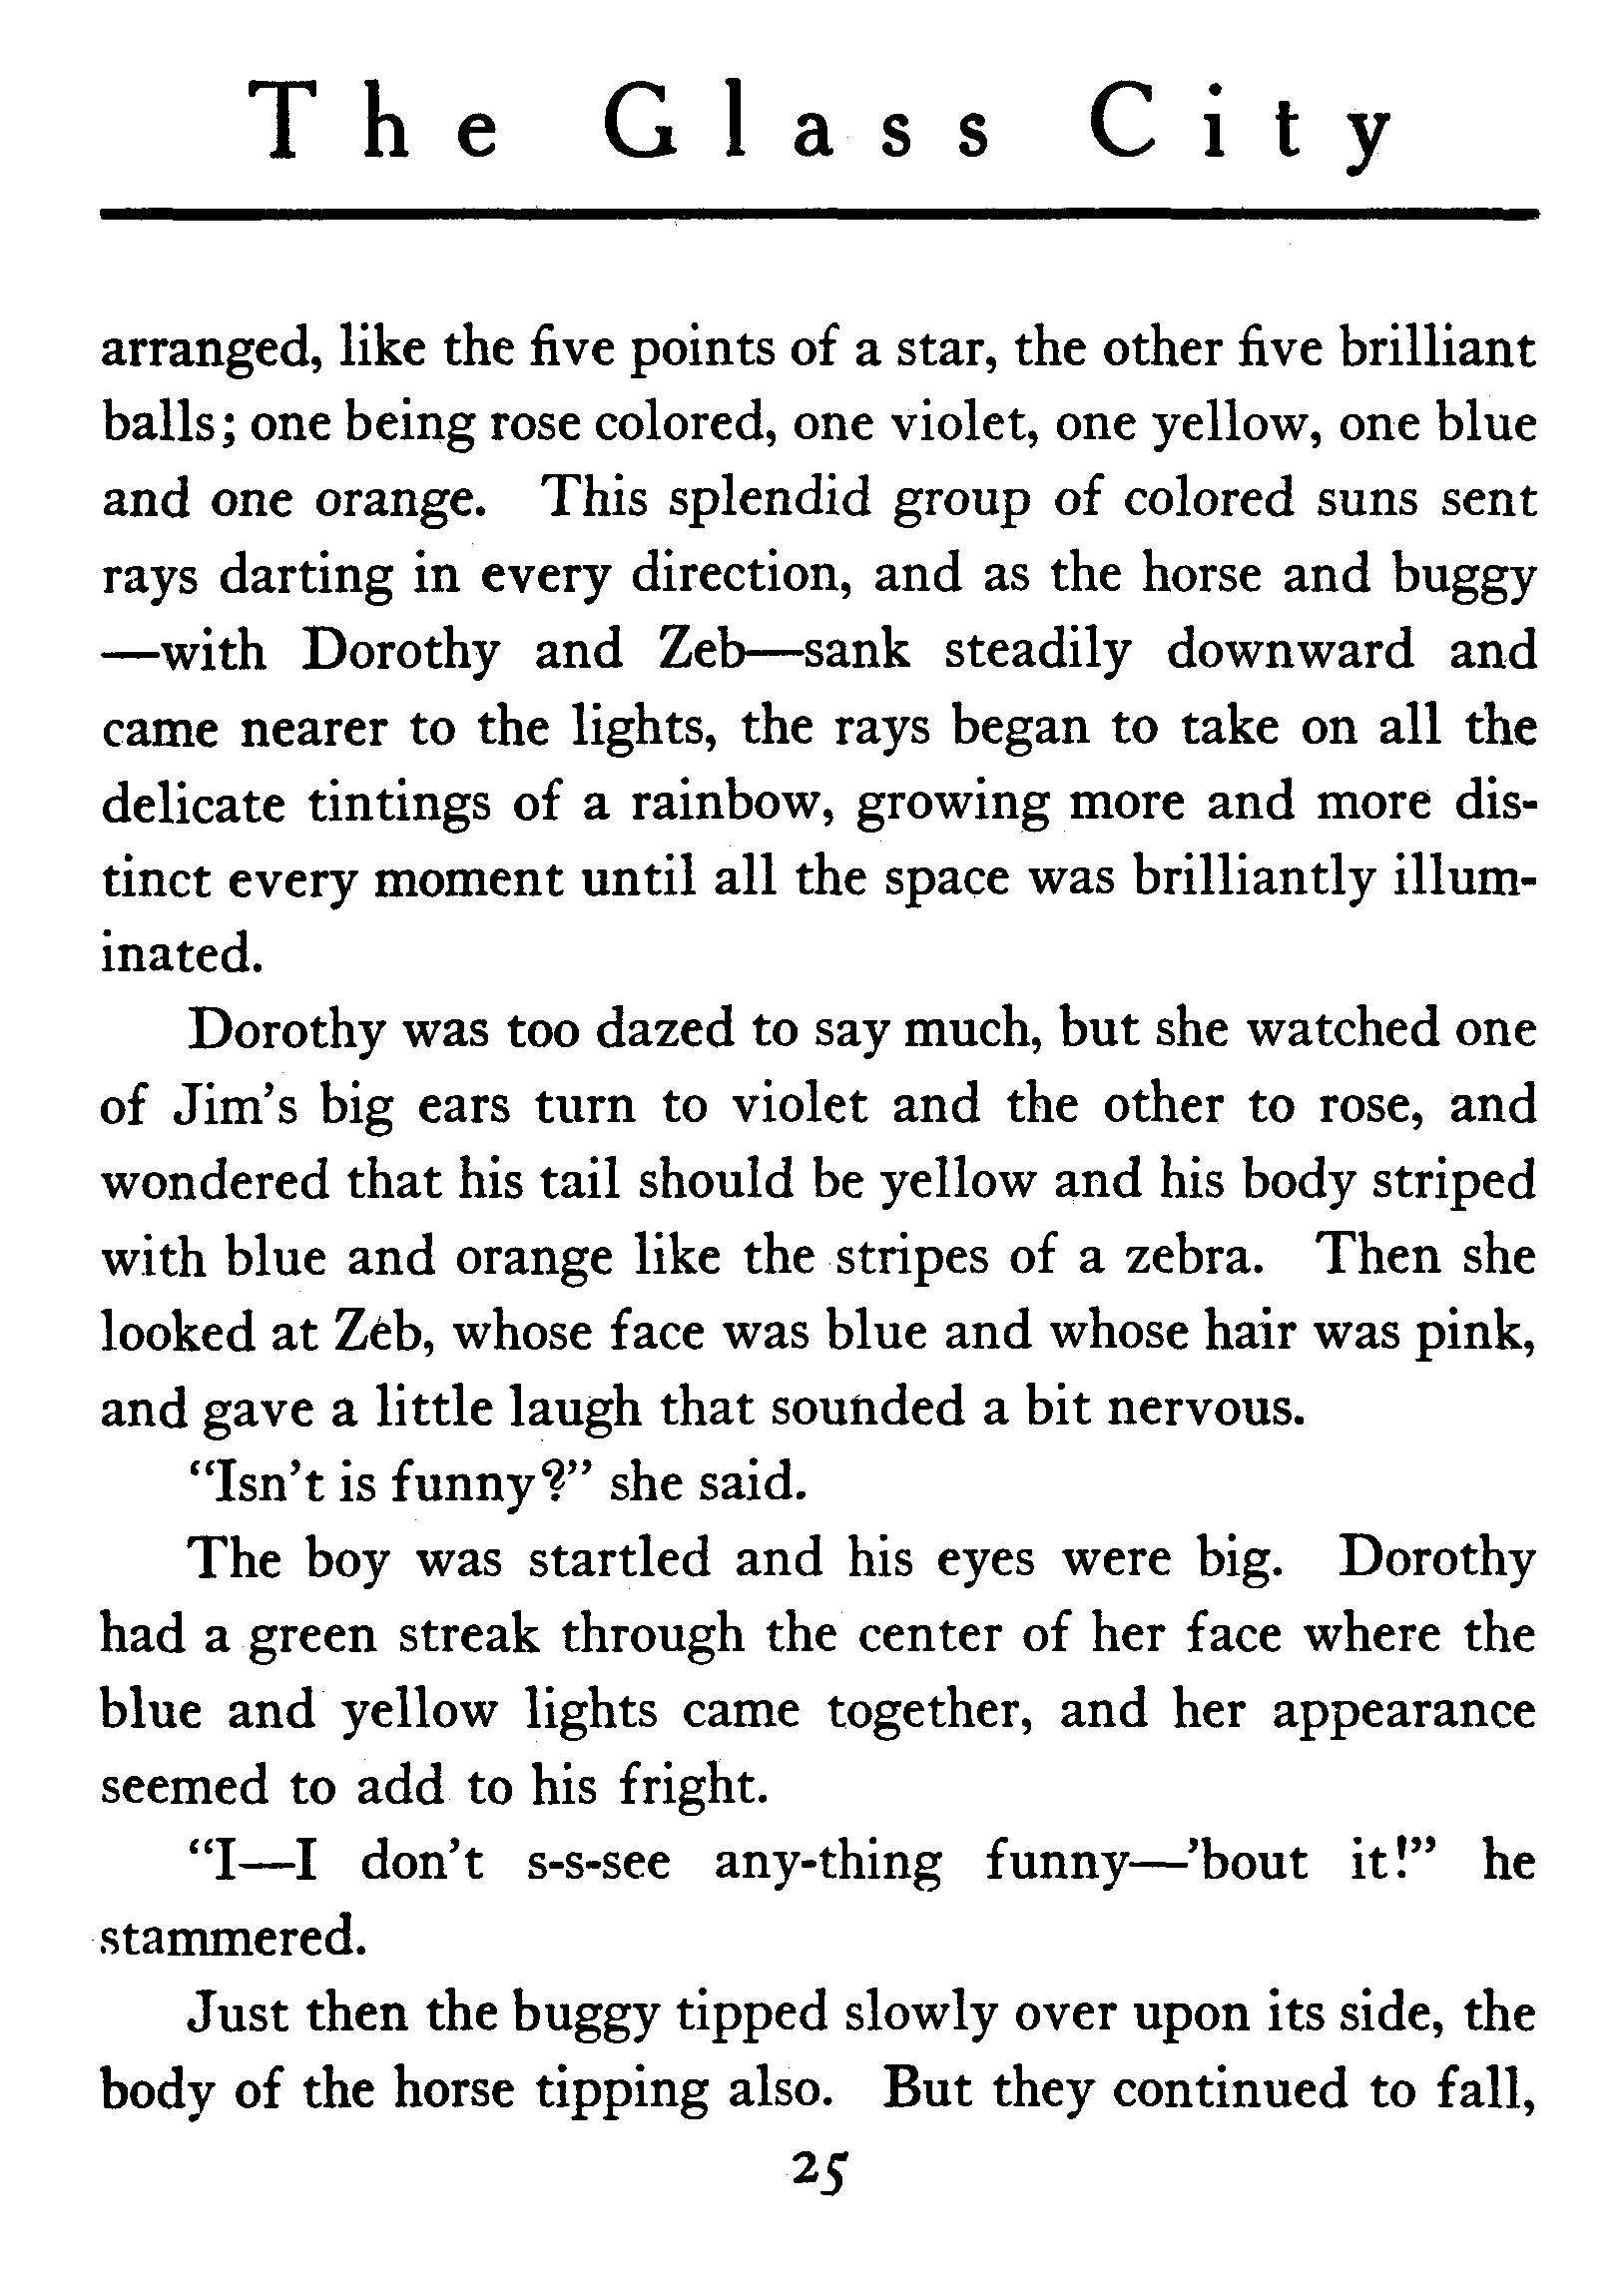 The Glass City
arranged, like the five points of a star, the other five brilliant
balls; one being rose colored, one violet, one yellow, one blue
and one orange. This splendid group of colored suns sent
rays darting in every direction, and as the horse and buggy
—with Dorothy and Zeb—sank steadily downward and
came nearer to the lights, the rays began to take on all the
delicate tintings of a rainbow, growing more and more dis-
tinct every moment until all the space was brilliantly illum-
inated.
Dorothy was too dazed to say much, but she watched one
of Jim's big ears turn to violet and the other to rose, and
wondered that his tail should be yellow and his body striped
with blue and orange like the stripes of a zebra. Then she
looked at Zeb, whose face was blue and whose hair was pink,
and gave a little laugh that sounded a bit nervous.
"Isn't is funny?" she said.
The boy was startled and his eyes were big. Dorothy
had a green streak through the center of her face where the
blue and yellow lights came together, and her appearance
seemed to add to his fright.
"I—I don't s-s-see any-thing funny—'bout it!" he
stammered.
Just then the buggy tipped slowly over upon its side, the
body of the horse tipping also. But they continued to fall,
25